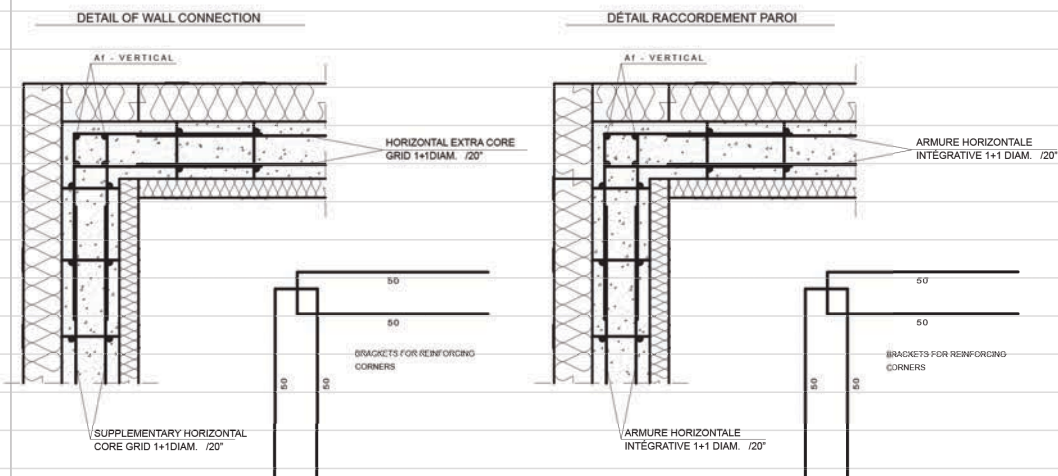 DETAIL OF WALL CONNECTION
Af - VERTICAL
HORIZONTAL EXTRA CORE
GRID 1+1DIAM. /20"
50
50
BRACKETS FOR REINFORCING
CORNERS
50
50
SUPPLEMENTARY HORIZONTAL
CORE GRID 1+1DIAM. /20"
DÉTAIL RACCORDEMENT PAROI
Af - VERTICAL
ARMURE HORIZONTALE
INTÉGRATIVE 1+1 DIAM. /20"
50
50
BRACKETS FOR REINFORCING
CORNERS
50
50
ARMURE HORIZONTALE
INTÉGRATIVE 1+1 DIAM. /20"